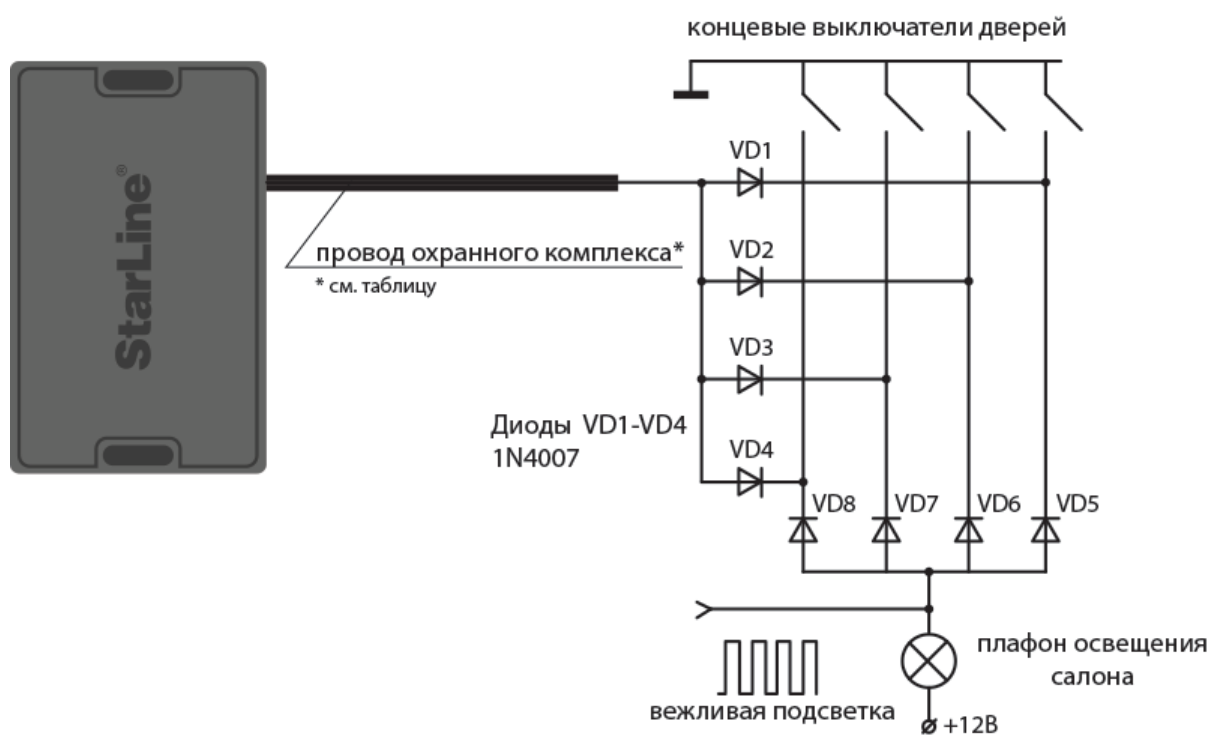 концевые выключатели дверей
StarLine®
VD1
провод охранного комплекса*
* см. таблицу
VD2
VD3
Диоды VD1-VD4
1N4007
VD4
VD8
VD7
VD6
VD5
плафон освещения
салона
вежливая подсветка
+12В